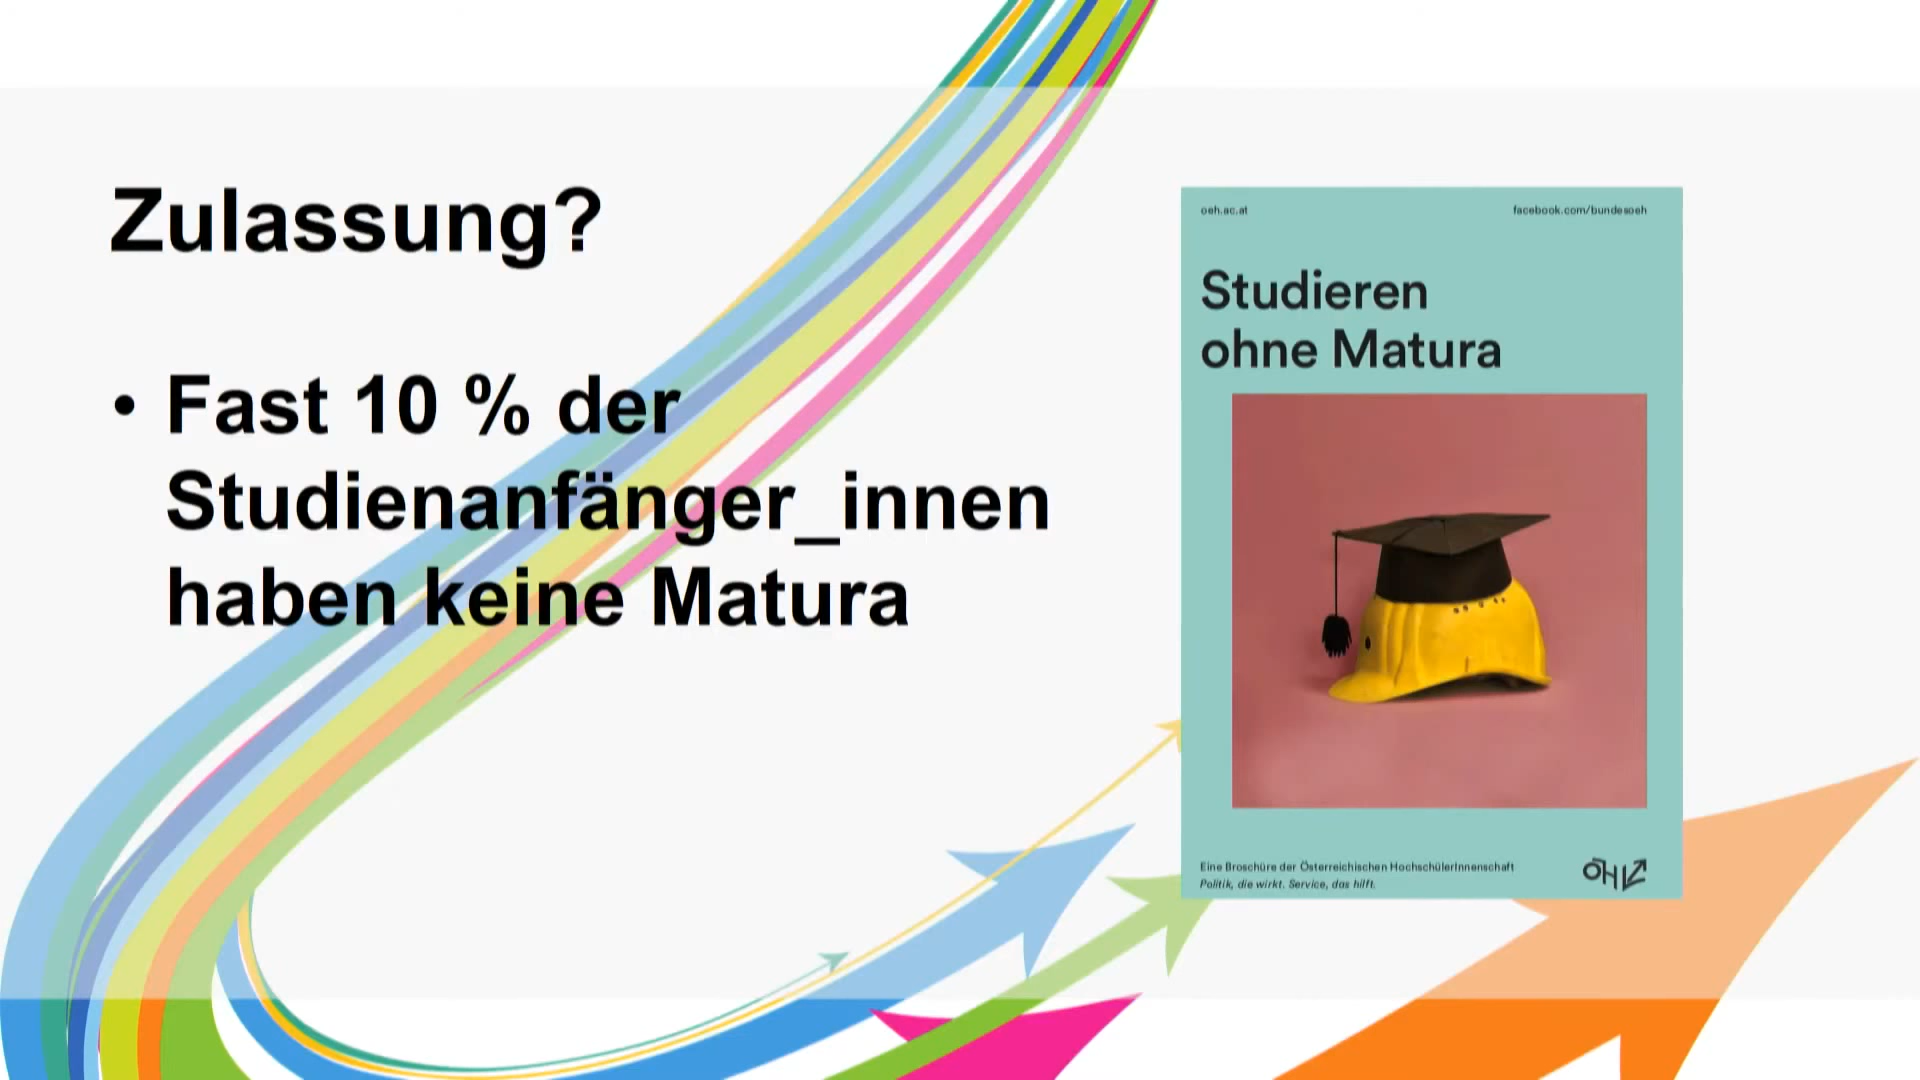 Zulassung?
• Fast 10 % der
Studienanfänger_innen
haben keine Matura
oeh.ac.at
facebook.com/bundesoeh
Studieren
ohne Matura
Eine Broschüre der Österreichischen HochschülerInnenschaft
Politik, die wirkt. Service, das hilft.
ÖH